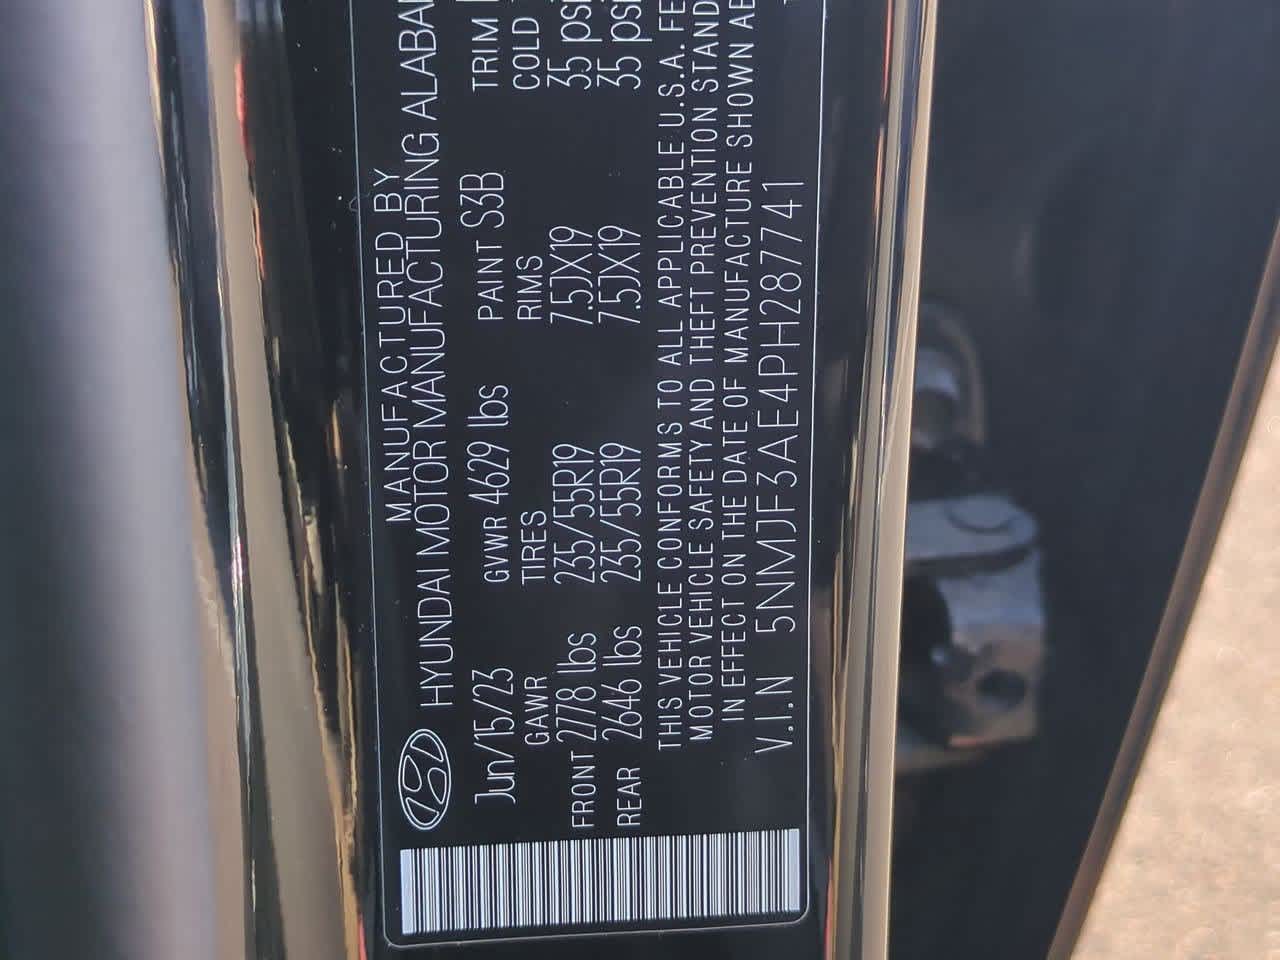 MANUFACTURED BY
HYUNDAI MOTOR MANUFACTURING
Jun/15/23 GVWR 4629 lbs PAINT S3B TRIM
GAWR TIRES RIMS COLD
FRONT 2778 lbs 235/55R19 7.5JX19 35 psi
REAR 2646 lbs 235/55R19 7.5JX19 35 psi
THIS VEHICLE CONFORMS TO ALL APPLICABLE U.S.A. FE
MOTOR VEHICLE SAFETY AND THEFT PREVENTION STAND
IN EFFECT ON THE DATE OF MANUFACTURE SHOWN AB
V.I.N 5NMJF3AE4PH287741